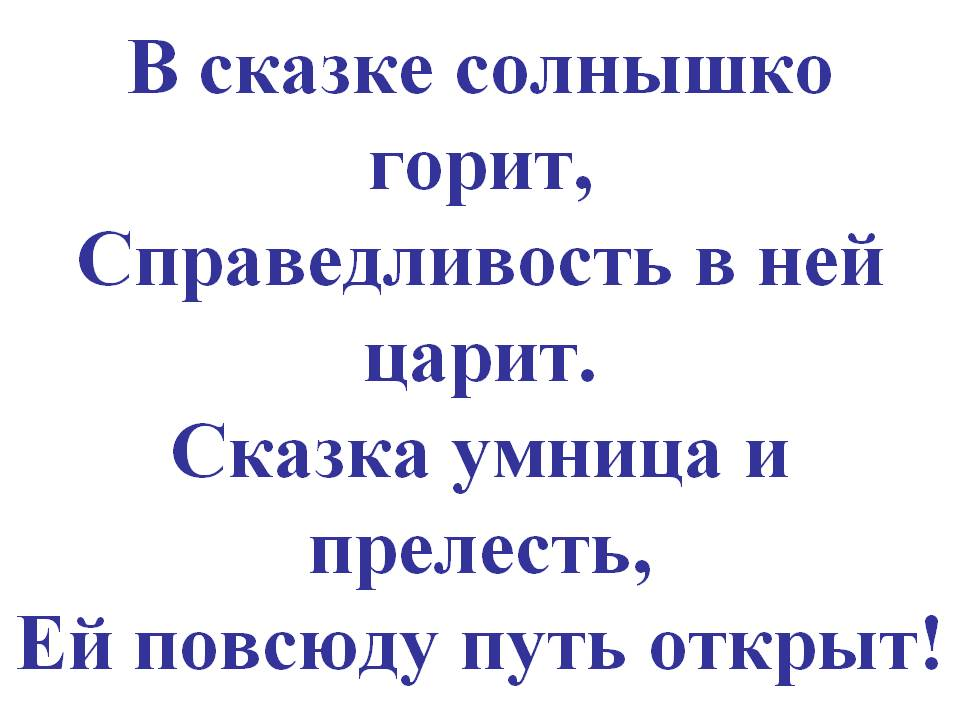 В сказке солнышко
горит,
Справедливость в ней
царит.
Сказка умница и
прелесть,
Ей повсюду путь открыт!